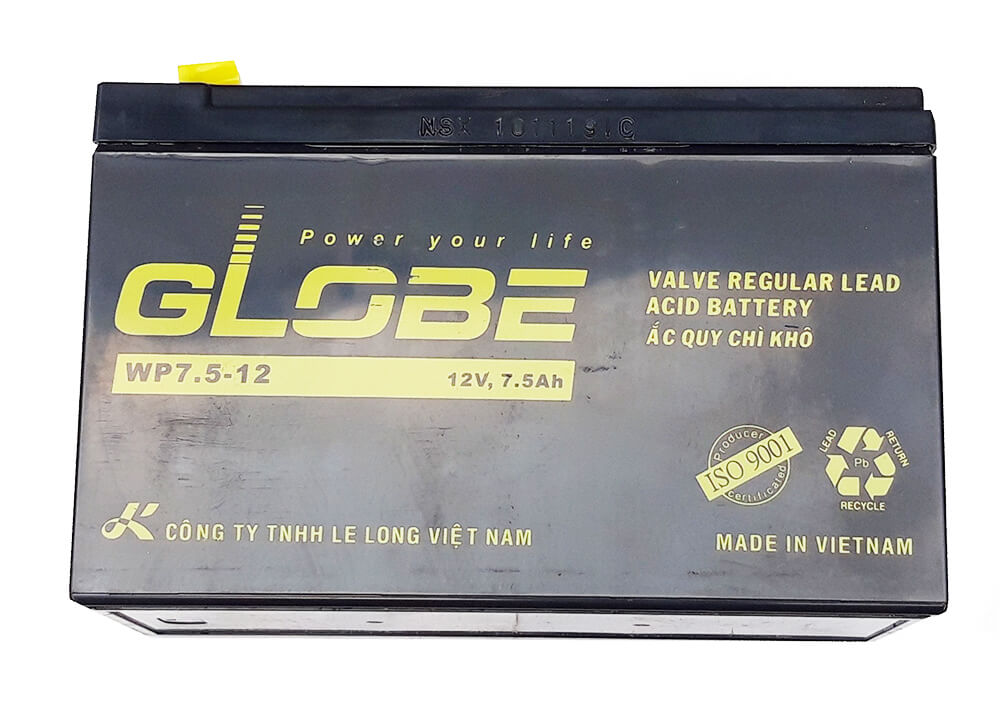 NSX 101119JC
Power your life
GLOBE
WP7.5-12
12V, 7.5Ah
VALVE REGULAR LEAD
ACID BATTERY
ẮC QUY CHÌ KHÔ
Producer
ISO 9001
certificated
LEAD
RETURN
Pb
RECYCLE
CÔNG TY TNHH LE LONG VIỆT NAM
MADE IN VIETNAM